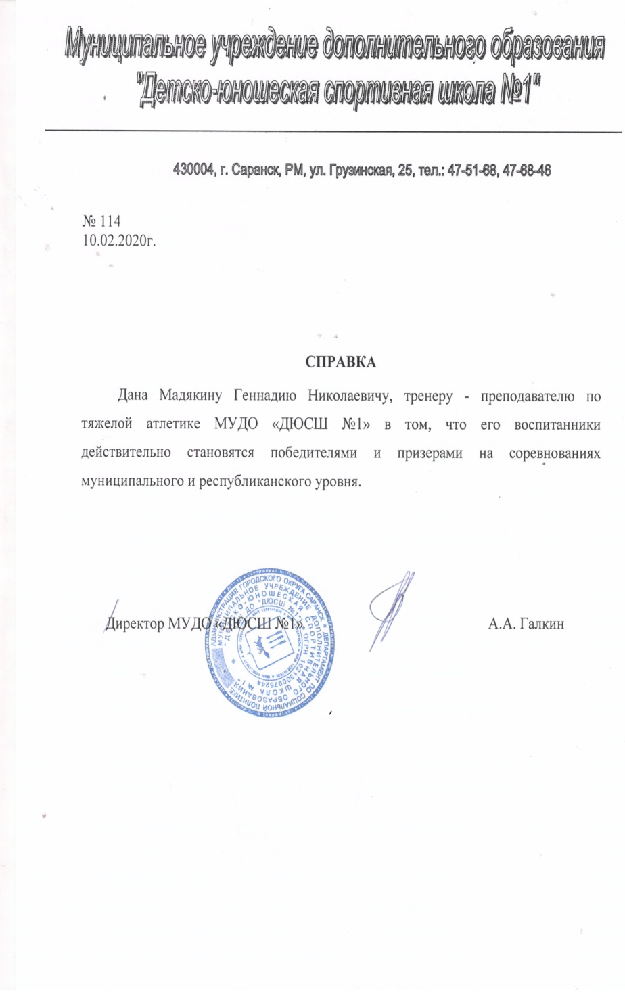 Муниципальное учреждение дополнительного образования
"Детско-юношеская спортивная школа №1"
430004, г. Саранск, РМ, ул. Грузинская, 25, тел.: 47-51-68, 47-68-46
№ 114
10.02.2020г.
СПРАВКА
Дана Мадякину Геннадию Николаевичу, тренеру - преподавателю по
тяжелой атлетике МУДО «ДЮСШ №1» в том, что его воспитанники
действительно становятся победителями и призерами на соревнованиях
муниципального и республиканского уровня.
Директор МУДО «ДЮСШ №1»
А.А. Галкин
АДМИНИСТРАЦИЯ ГОРОДСКОГО ОКРУГА САРАНСК * ДЕПАРТАМЕНТ ПО СОЦИАЛЬНОЙ ПОЛИТИКЕ
МУНИЦИПАЛЬНОЕ УЧРЕЖДЕНИЕ ДОПОЛНИТЕЛЬНОГО ОБРАЗОВАНИЯ
"ДЕТСКО-ЮНОШЕСКАЯ СПОРТИВНАЯ ШКОЛА №1"
ДО "ДЮСШ №1" * ОГРН 1021300975244